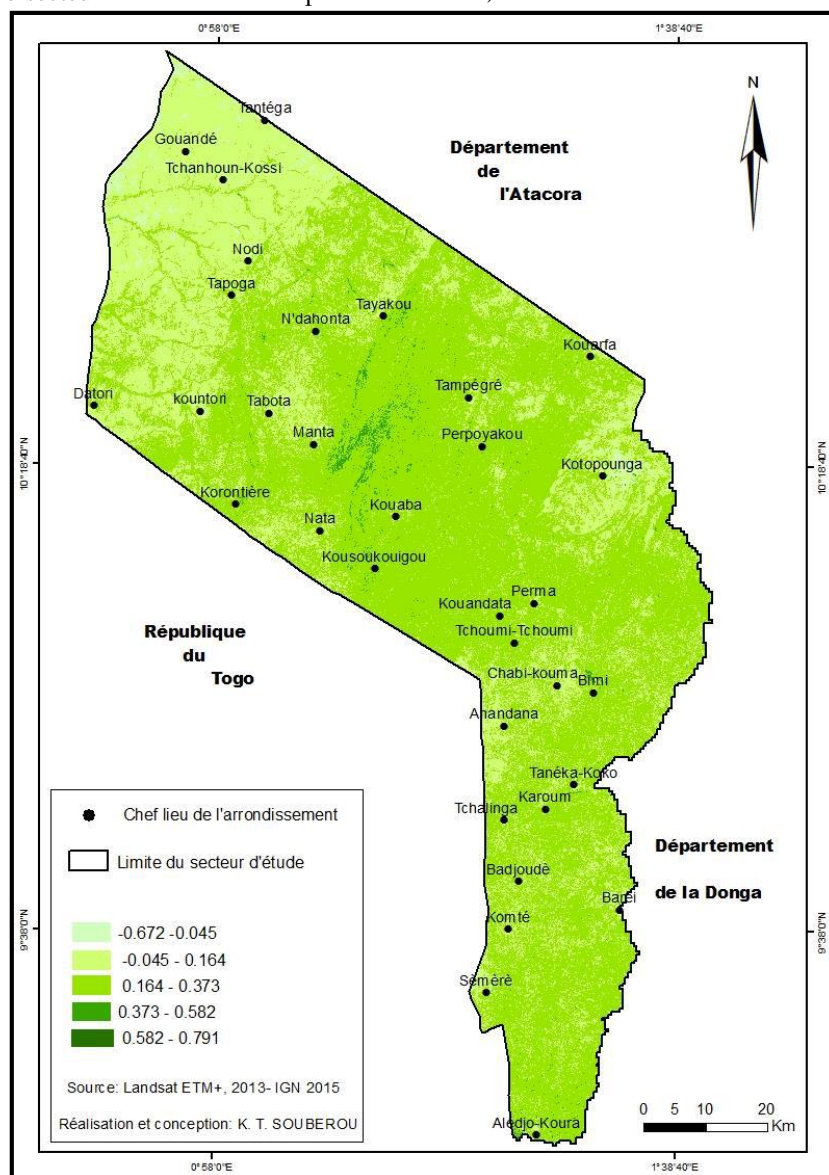 0°58'0"E
1°38'40"E
N
Tantéga
Gouandé
Tchanhoun-Kossi
Département
de
l'Atacora
Nodi
Tapoga
Tayakou
N'dahonta
Kouarfa
Tampégré
Datori
kountori
Tabota
Manta
Perpoyakou
10°18'40"N
10°18'40"N
Kotopounga
Korontière
Nata
Kouaba
Kousoukouigou
Perma
Kouandata
Tchoumi-Tchoumi
République
du
Togo
Chabi-kouma
Bimi
Anandana
Tanéka-Koko
Karoum
Tchalinga
Département
de la Donga
Badjoudè
Barei
Komté
9°38'0"N
9°38'0"N
Sèmèrè
Alédjo-Koura
Chef lieu de l'arrondissement
Limite du secteur d'étude
-0.672 -0.045
-0.045 - 0.164
0.164 - 0.373
0.373 - 0.582
0.582 - 0.791
Source: Landsat ETM+, 2013- IGN 2015
Réalisation et conception: K. T. SOUBEROU
0 5 10 20
Km
0°58'0"E
1°38'40"E